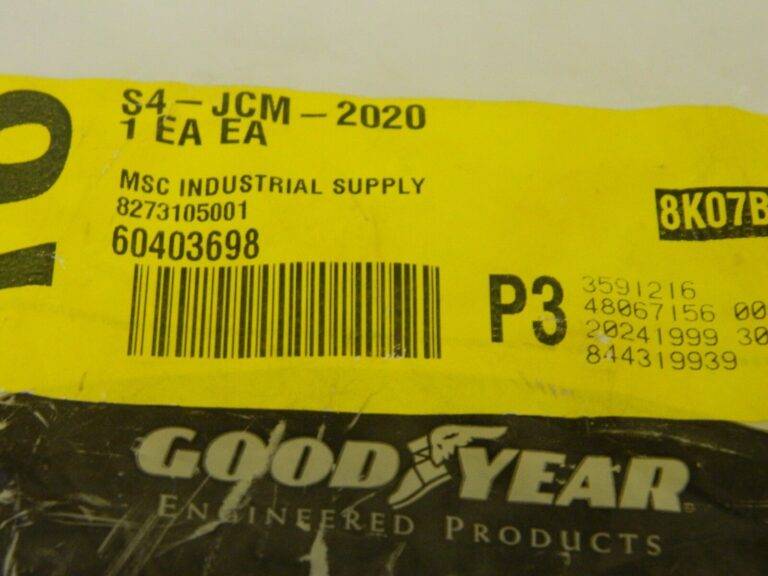 S4-JCM-2020
1 EA EA
MSC INDUSTRIAL SUPPLY
8273105001
60403698
8K07B
P3
3591216
48067156 00
20241999 30
844319939
GOODYEAR
ENGINEERED PRODUCTS